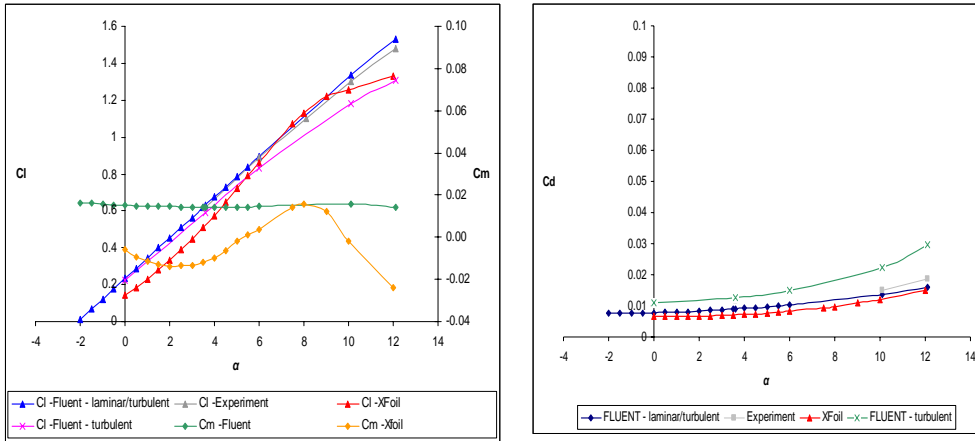 1.6
1.4
1.2
1
0.8
0.6
0.4
0.2
0
Cl
0.10
0.08
0.06
0.04
0.02
0.00
-0.02
-0.04
Cm
-4 -2 0 2 4 6 8 10 12 14
α
Cl -Fluent - laminar/turbulent Cl -Experiment Cl -XFoil
Cl -Fluent - turbulent Cm -Fluent Cm -Xfoil
0.1
0.09
0.08
0.07
0.06
0.05
0.04
0.03
0.02
0.01
0
Cd
-4 -2 0 2 4 6 8 10 12 14
α
FLUENT - laminar/turbulent Experiment XFoil FLUENT - turbulent